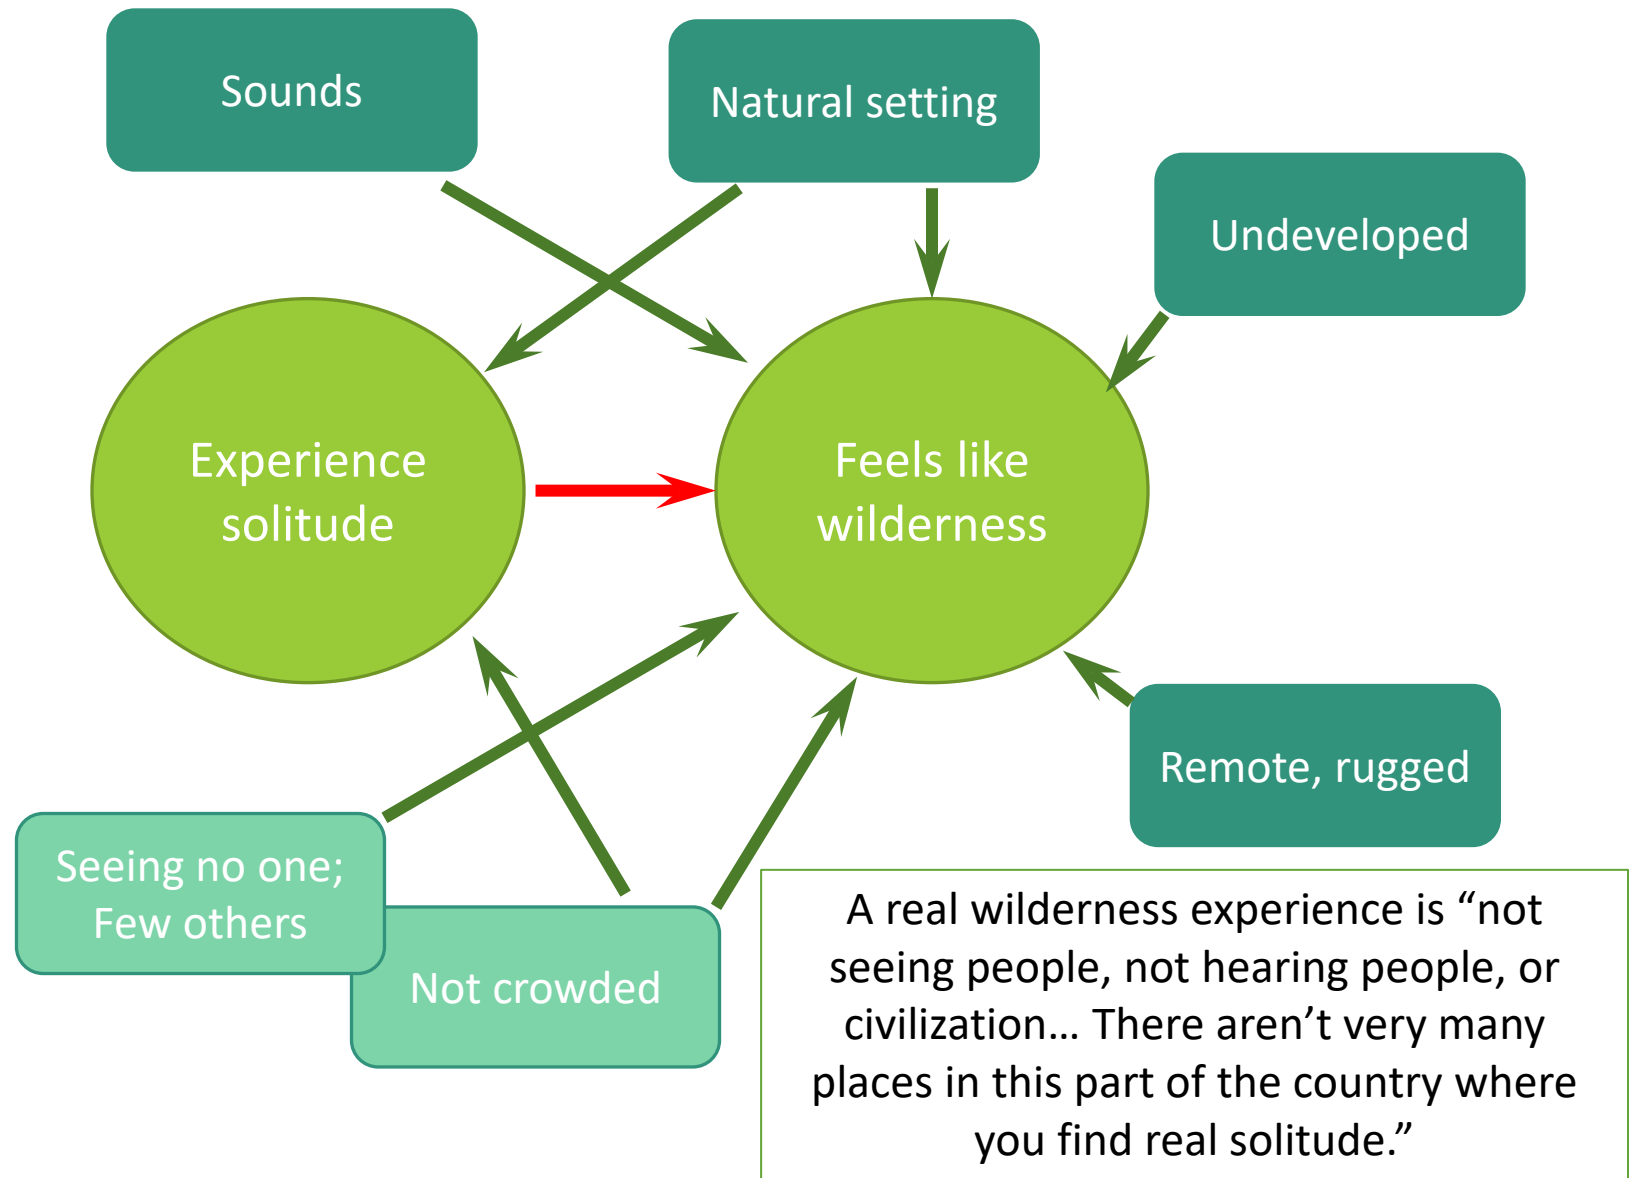 Sounds
Natural setting
Undeveloped
Experience
solitude
Feels like
wilderness
Remote, rugged
Seeing no one;
Few others
Not crowded
A real wilderness experience is “not
seeing people, not hearing people, or
civilization… There aren’t very many
places in this part of the country where
you find real solitude.”